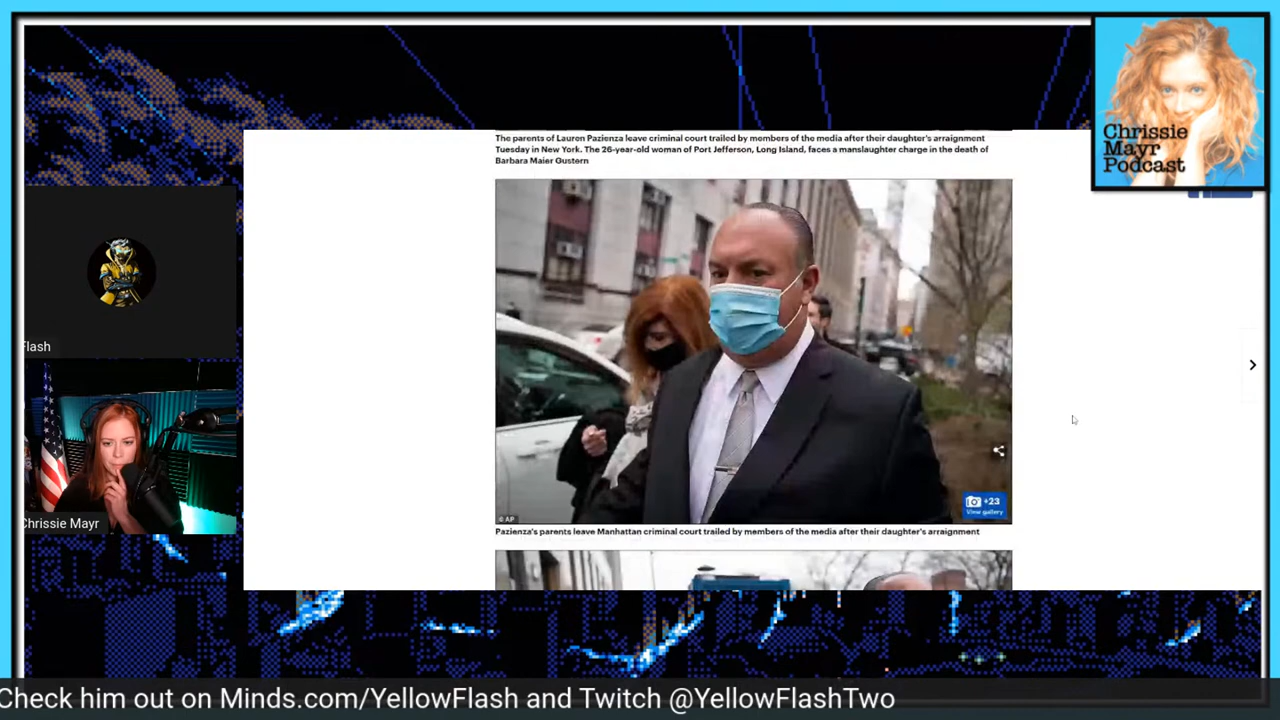 Chrissie
Mayr
Podcast
The parents of Lauren Pazienza leave criminal court trailed by members of the media after their daughter's arraignment
Tuesday in New York. The 26-year-old woman of Port Jefferson, Long Island, faces a manslaughter charge in the death of
Barbara Maier Gustern
Flash
Chrissie Mayr
© AP
+23
View gallery
Pazienza's parents leave Manhattan criminal court trailed by members of the media after their daughter's arraignment
Check him out on Minds.com/YellowFlash and Twitch @YellowFlashTwo